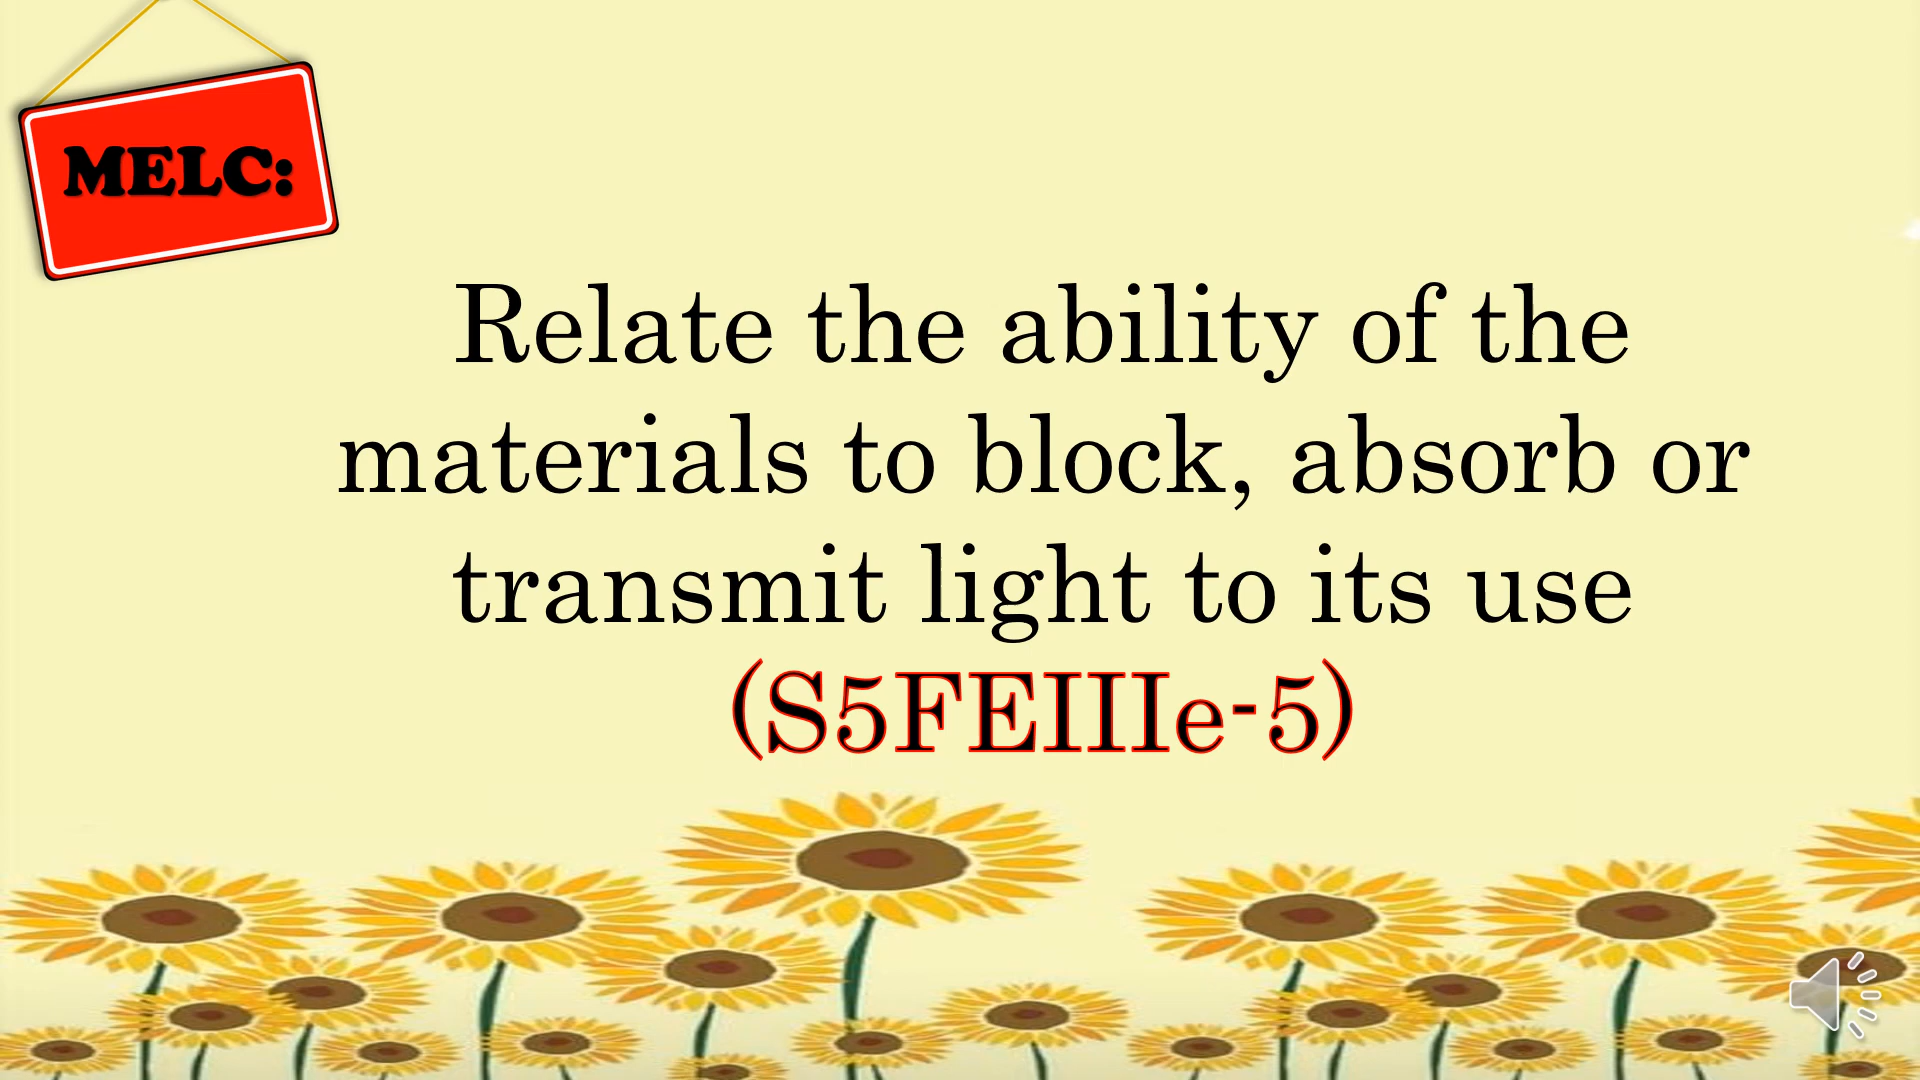 MELC:
Relate the ability of the
materials to block, absorb or
transmit light to its use
(S5FEIIIe-5)